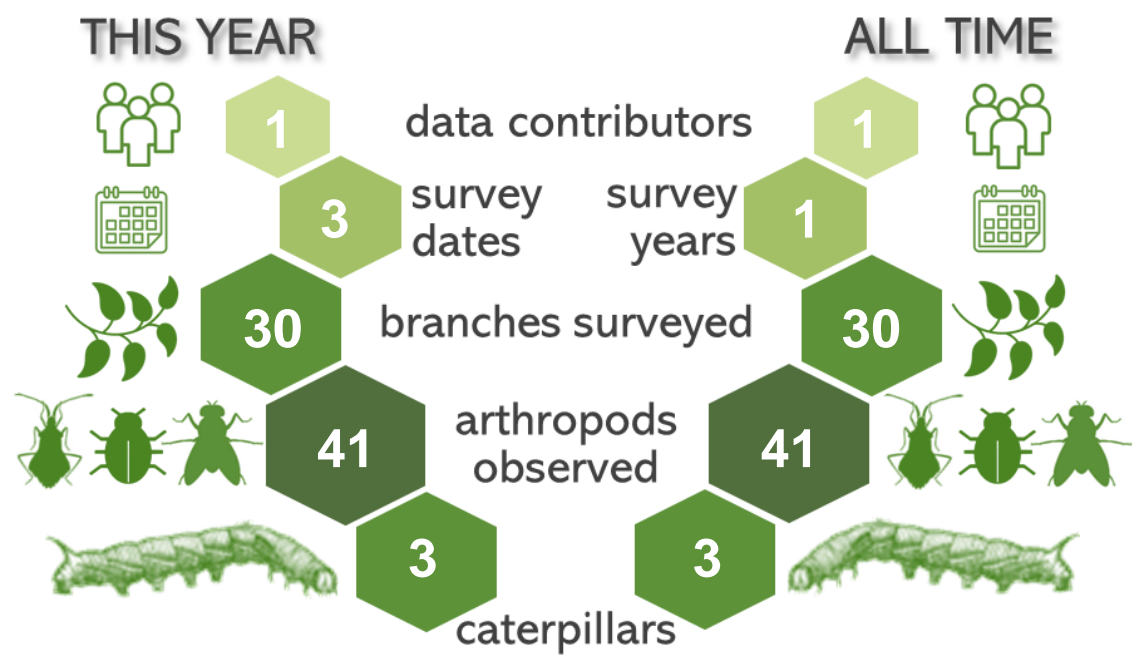 THIS YEAR
ALL TIME
1
data contributors
1
3
survey
dates
survey
years
1
30
branches surveyed
30
41
arthropods
observed
41
3
caterpillars
3